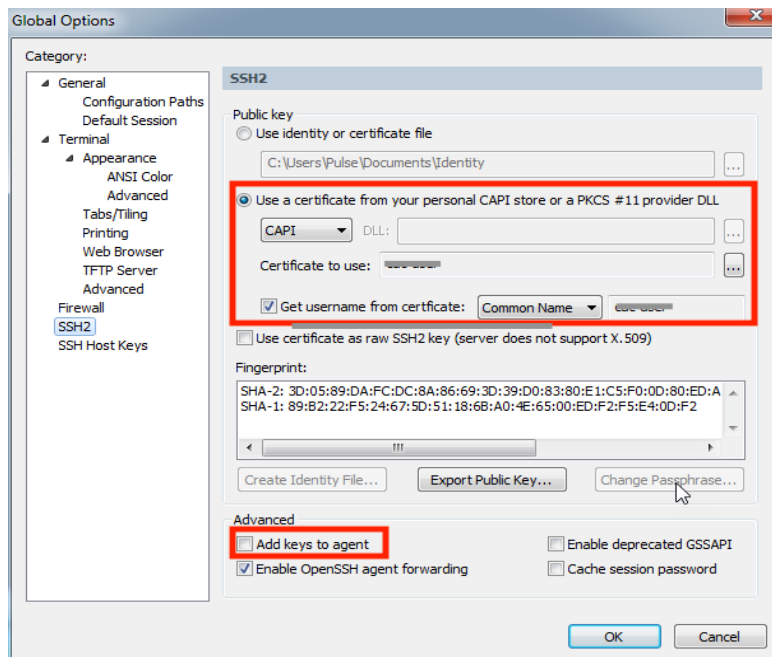 Global Options
Category:
General
Configuration Paths
Default Session
Terminal
Appearance
ANSI Color
Advanced
Tabs/Tiling
Printing
Web Browser
TFTP Server
Advanced
Firewall
SSH2
SSH Host Keys
SSH2
Public key
Use identity or certificate file
C:\Users\Pulse\Documents\Identity
...
Use a certificate from your personal CAPI store or a PKCS #11 provider DLL
CAPI DLL: ...
Certificate to use: ...
Get username from certficate: Common Name
Use certificate as raw SSH2 key (server does not support X.509)
Fingerprint:
SHA-2: 3D:05:89:DA:FC:DC:8A:86:69:3D:39:D0:83:80:E1:C5:F0:0D:80:ED:A
SHA-1: 89:B2:22:F5:24:67:5D:51:18:6B:A0:4E:65:00:ED:F2:F5:E4:0D:F2
Create Identity File... Export Public Key... Change Passphrase...
Advanced
Add keys to agent Enable deprecated GSSAPI
Enable OpenSSH agent forwarding Cache session password
OK Cancel